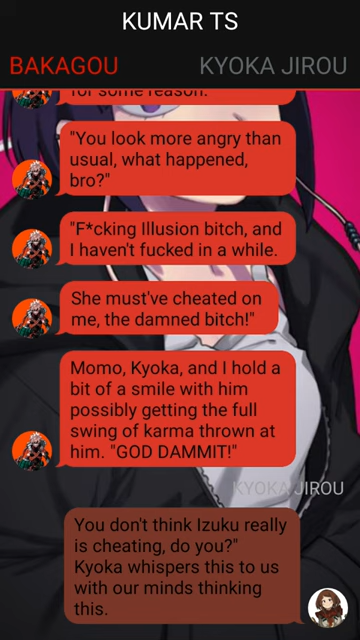 KUMAR TS
BAKAGOU KYOKA JIROU
for some reason.
"You look more angry than
usual, what happened,
bro?"
"F*cking Illusion bitch, and
I haven't fucked in a while.
She must've cheated on
me, the damned bitch!"
Momo, Kyoka, and I hold a
bit of a smile with him
possibly getting the full
swing of karma thrown at
him. "GOD DAMMIT!"
KYOKA JIROU
You don't think Izuku really
is cheating, do you?"
Kyoka whispers this to us
with our minds thinking
this.